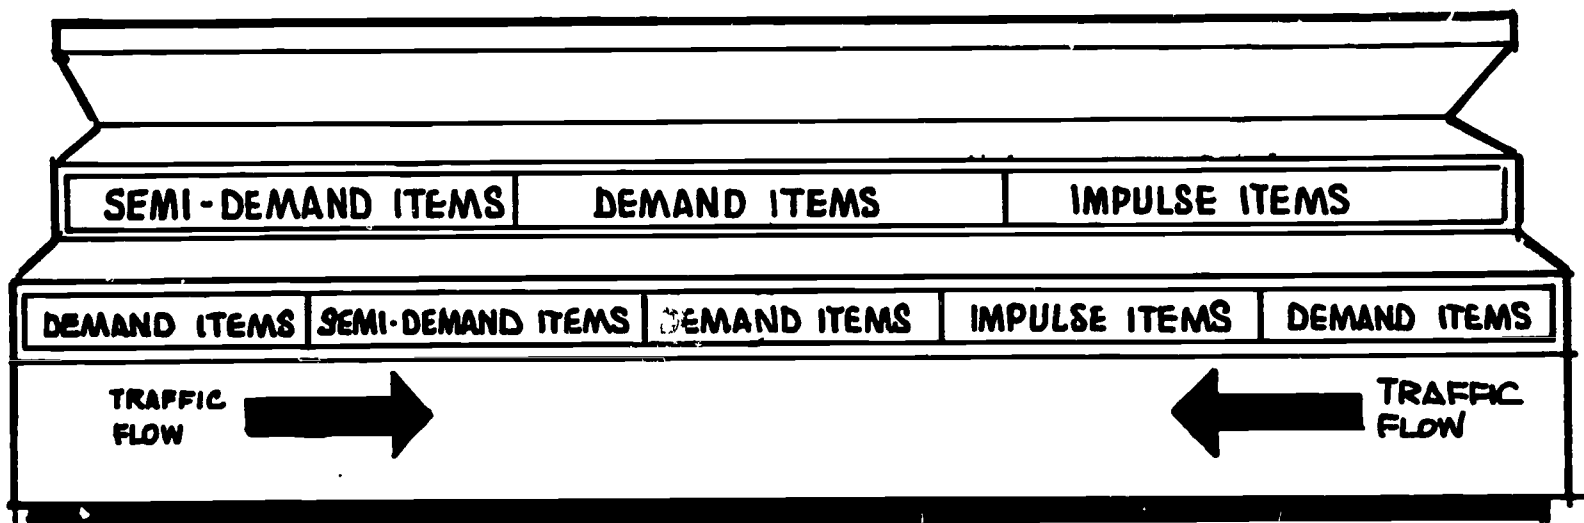 SEMI-DEMAND ITEMS DEMAND ITEMS IMPULSE ITEMS
DEMAND ITEMS SEMI-DEMAND ITEMS DEMAND ITEMS IMPULSE ITEMS DEMAND ITEMS
TRAFFIC
FLOW
TRAFFIC
FLOW